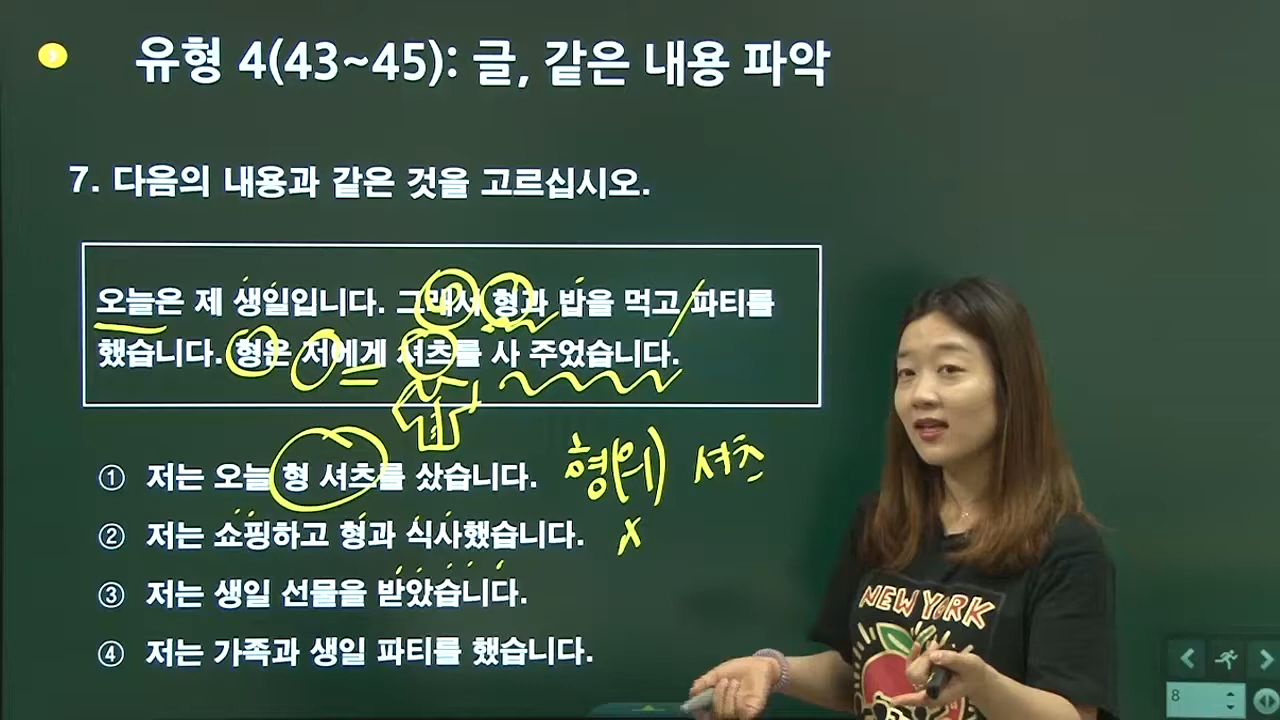 유형 4(43~45): 글, 같은 내용 파악
7. 다음의 내용과 같은 것을 고르십시오.
오늘은 제 생일입니다. 그래서 형과 밥을 먹고 파티를
했습니다. 형은 저에게 셔츠를 사 주었습니다.
① 저는 오늘 형 셔츠를 샀습니다. 형(의) 셔츠
② 저는 쇼핑하고 형과 식사했습니다. X
③ 저는 생일 선물을 받았습니다.
④ 저는 가족과 생일 파티를 했습니다.
NEW YORK
8